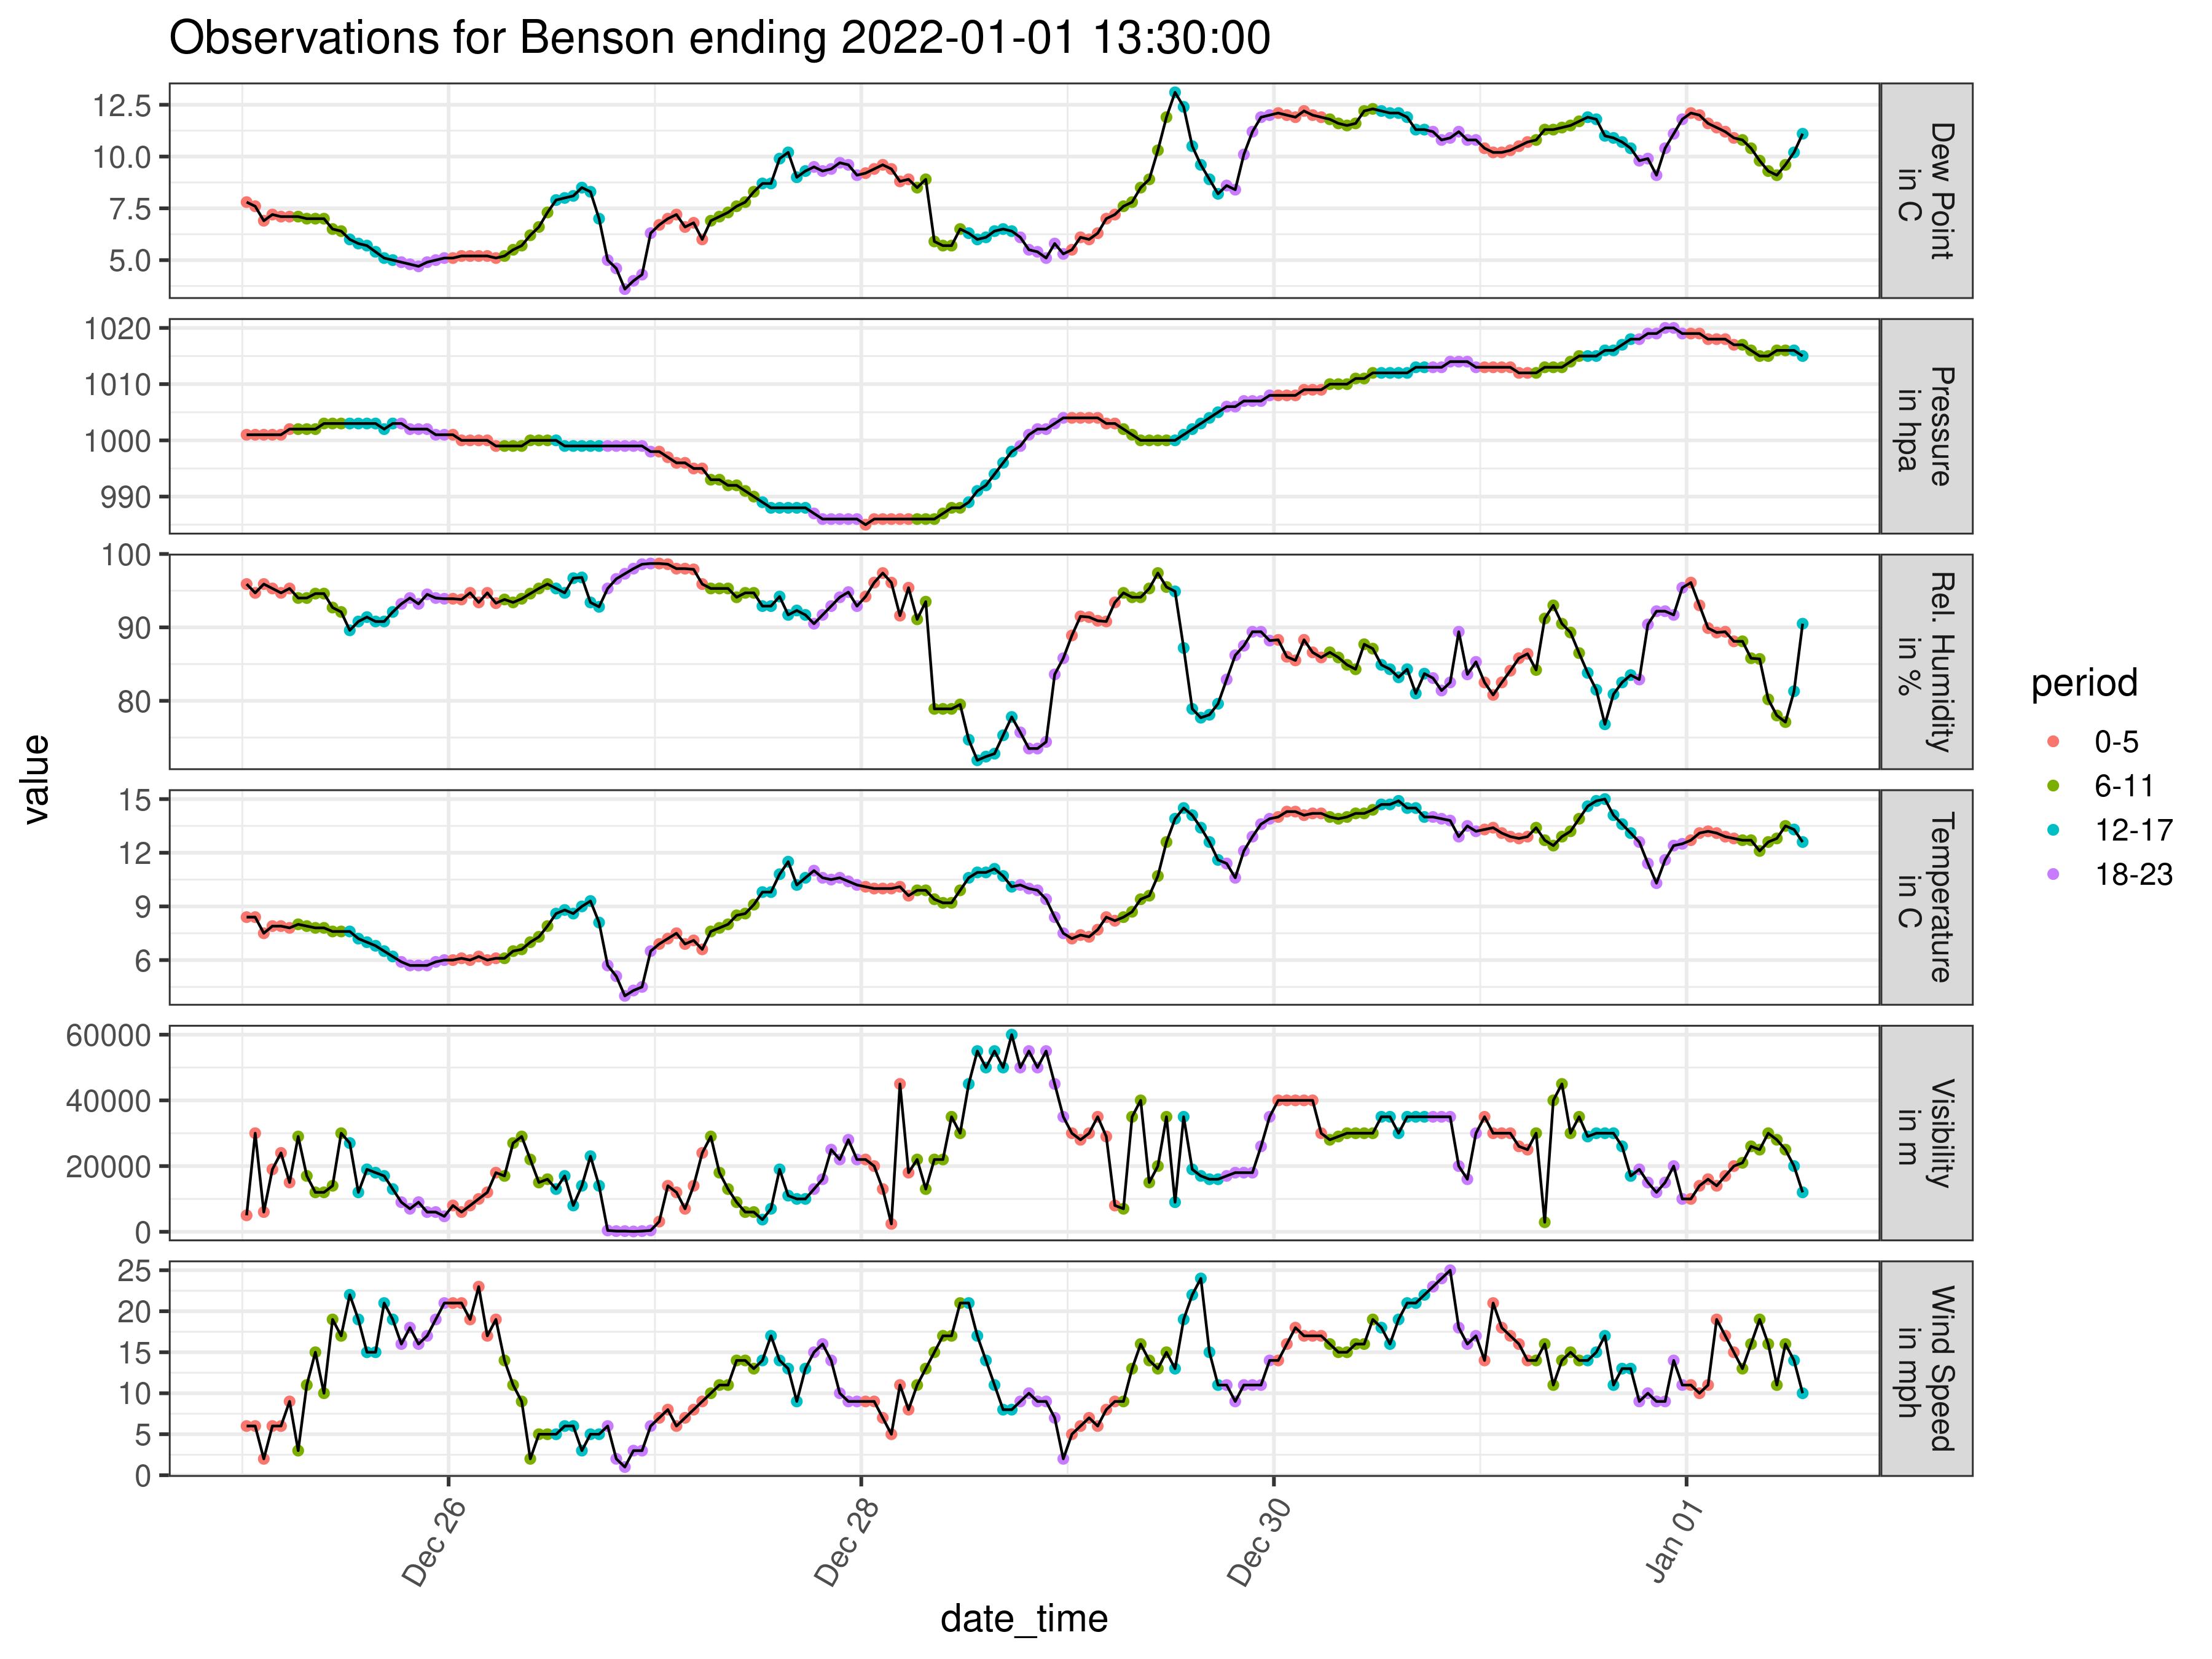 Observations for Benson ending 2022-01-01 13:30:00
value
12.5
10.0
7.5
5.0
Dew Point
in C
1020
1010
1000
990
Pressure
in hpa
100
90
80
Rel. Humidity
in %
15
12
9
6
Temperature
in C
60000
40000
20000
0
Visibility
in m
25
20
15
10
5
0
Wind Speed
in mph
Dec 26
Dec 28
Dec 30
Jan 01
date_time
period
0-5
6-11
12-17
18-23